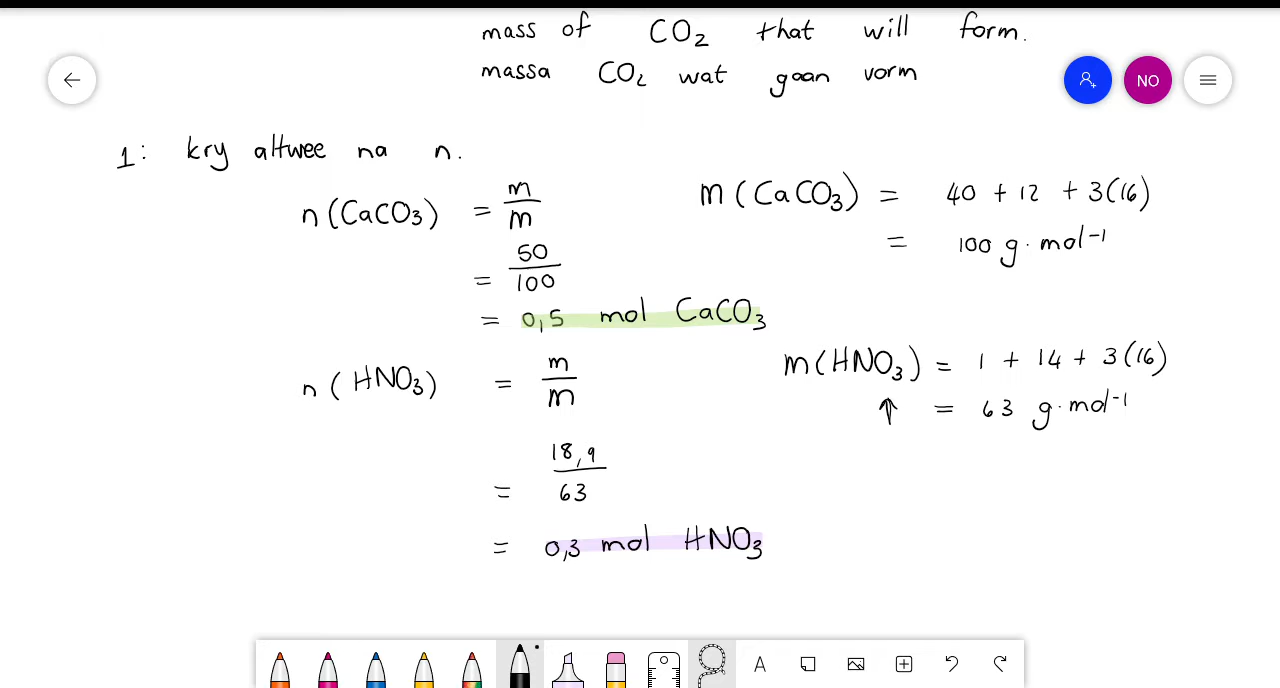 mass of CO₂ that will form.
massa CO₂ wat gaan vorm
NO
1: kry altwee na n.
n(CaCO₃) = m/M
= 50/100
= 0,5 mol CaCO₃
M(CaCO₃) = 40 + 12 + 3(16)
= 100 g·mol⁻¹
n(HNO₃) = m/M
= 18,9/63
= 0,3 mol HNO₃
M(HNO₃) = 1 + 14 + 3(16)
↑ = 63 g·mol⁻¹
A